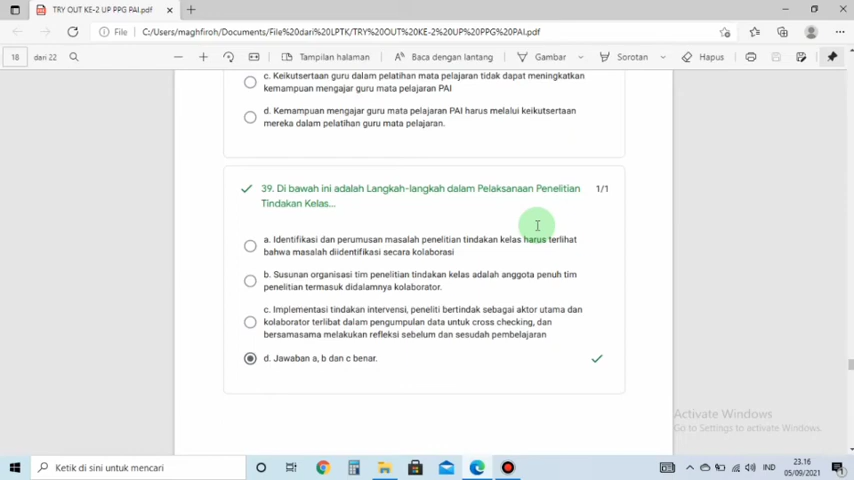 TRY OUT KE-2 UP PPG PAI.pdf
File
C:/Users/maghfiroh/Documents/File%20dari%20LPTK/TRY%20OUT%20KE-2%20UP%20PPG%20PAI.pdf
18 dari 22
Tampilan halaman
Baca dengan lantang
Gambar
Sorotan
Hapus
c. Keikutsertaan guru dalam pelatihan mata pelajaran tidak dapat meningkatkan
kemampuan mengajar guru mata pelajaran PAI
d. Kemampuan mengajar guru mata pelajaran PAI harus melalui keikutsertaan
mereka dalam pelatihan guru mata pelajaran.
39. Di bawah ini adalah Langkah-langkah dalam Pelaksanaan Penelitian 1/1
Tindakan Kelas...
a. Identifikasi dan perumusan masalah penelitian tindakan kelas harus terlihat
bahwa masalah diidentifikasi secara kolaborasi
b. Susunan organisasi tim penelitian tindakan kelas adalah anggota penuh tim
penelitian termasuk didalamnya kolaborator.
c. Implementasi tindakan intervensi, peneliti bertindak sebagai aktor utama dan
kolaborator terlibat dalam pengumpulan data untuk cross checking, dan
bersamasama melakukan refleksi sebelum dan sesudah pembelajaran
d. Jawaban a, b dan c benar.
Activate Windows
Go to Settings to activate Windows.
Ketik di sini untuk mencari
IND
23.16
05/09/2021